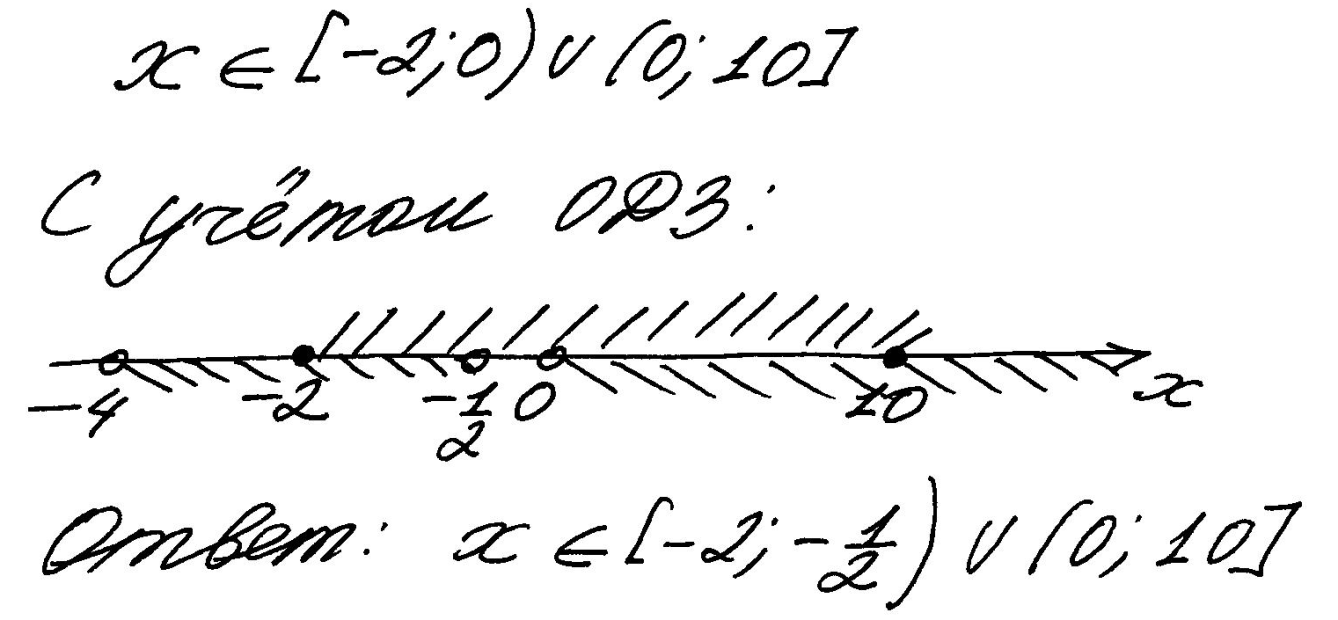 x ∈ [-2; 0) ∪ (0; 10]
С учётом ОДЗ:
-4 -2 -1/2 0 10 x
Ответ: x ∈ [-2; -1/2) ∪ (0; 10]